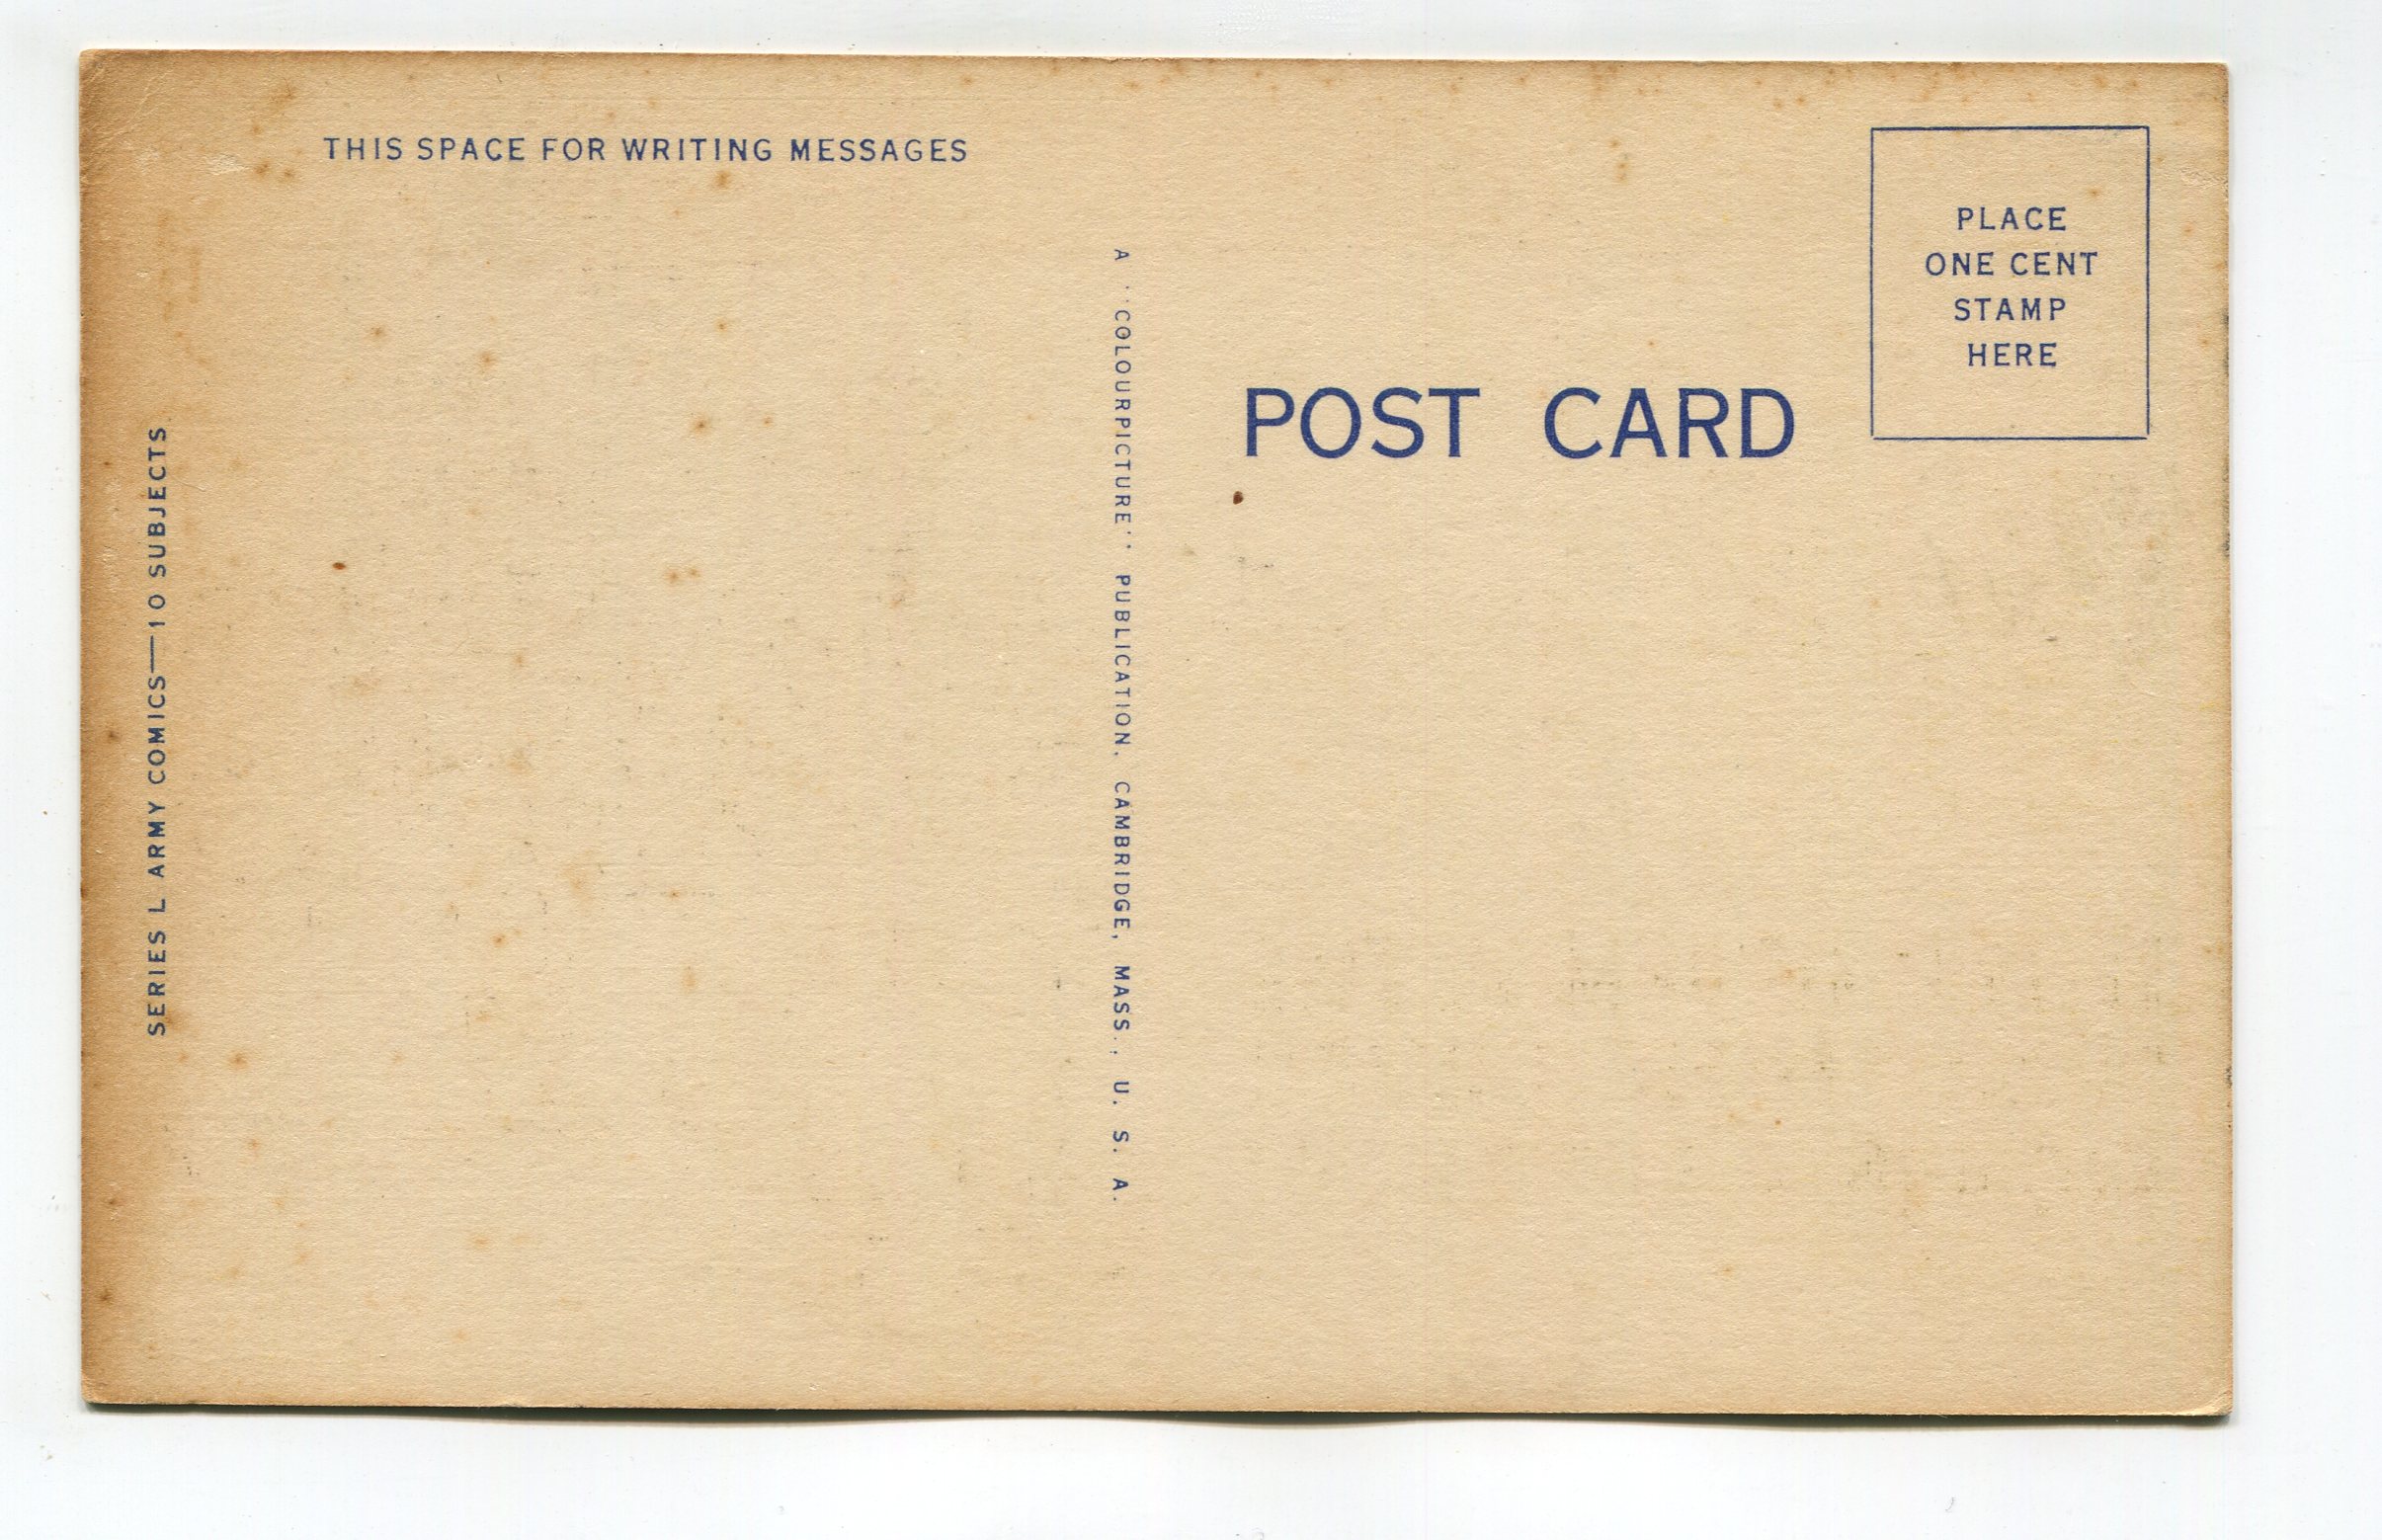 THIS SPACE FOR WRITING MESSAGES
SERIES L ARMY COMICS—10 SUBJECTS
A "COLOURPICTURE" PUBLICATION, CAMBRIDGE, MASS., U. S. A.
POST CARD
PLACE
ONE CENT
STAMP
HERE